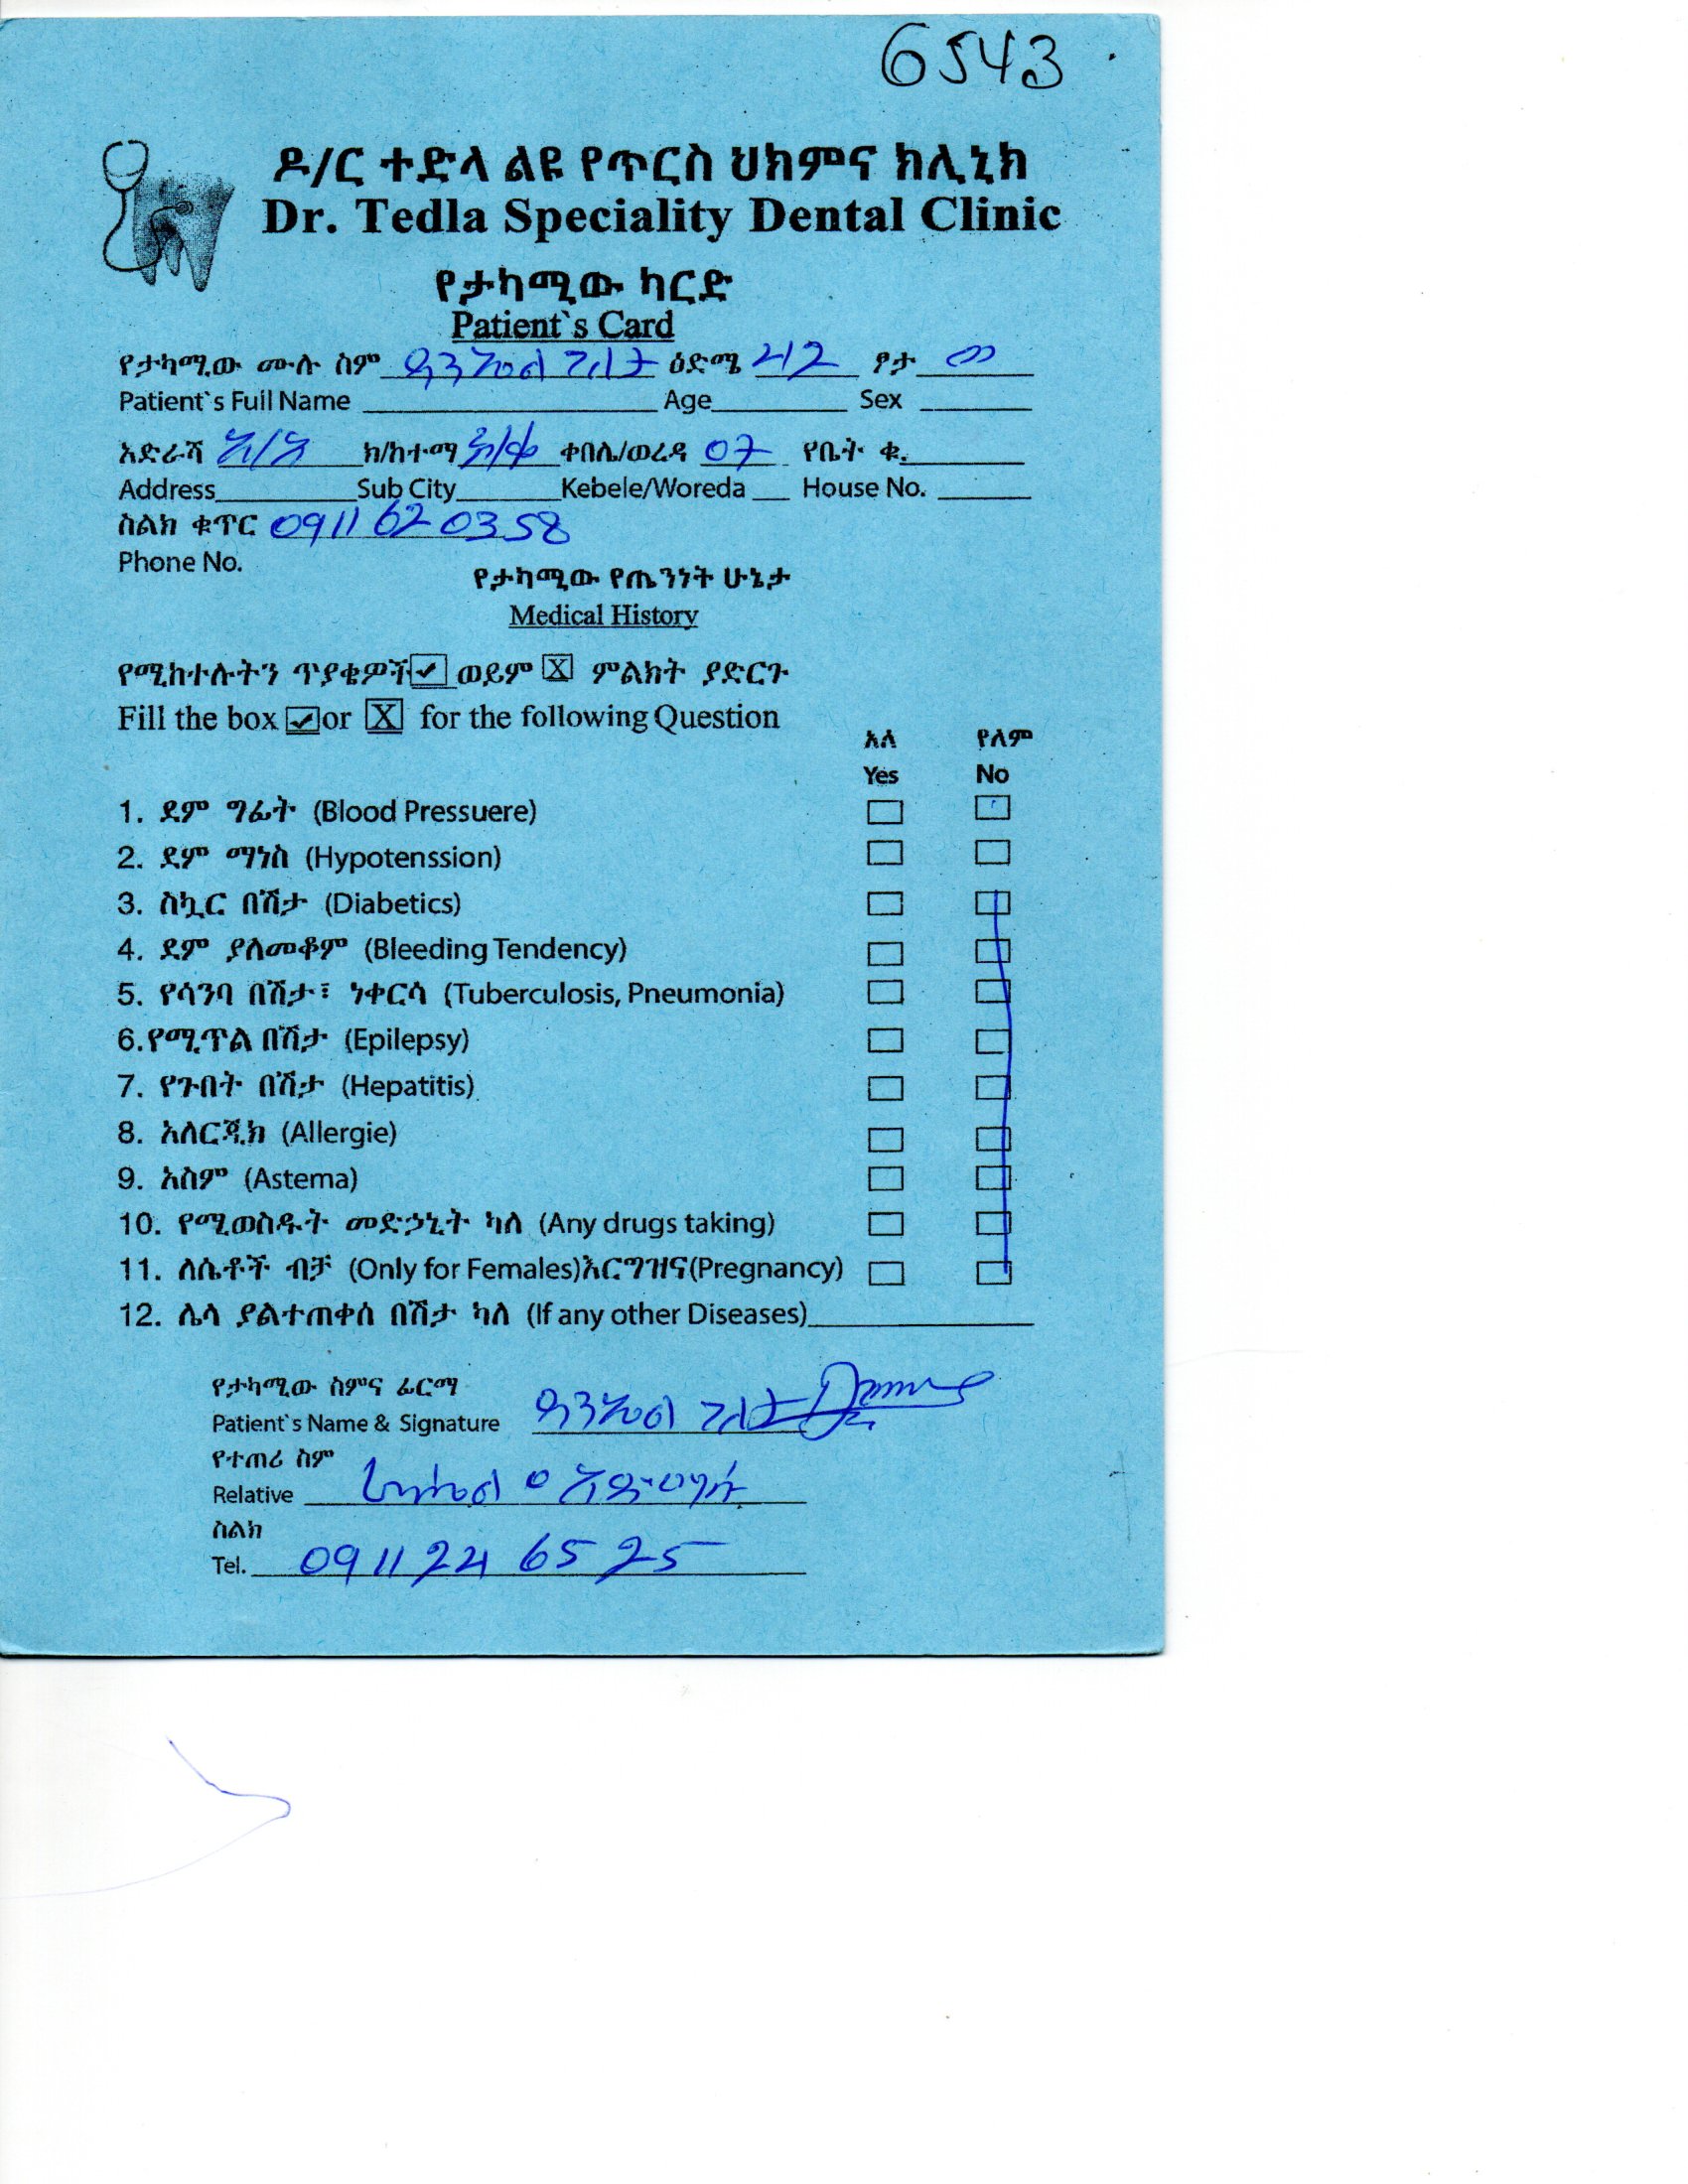 6543
ዶ/ር ተድላ ልዩ የጥርስ ህክምና ክሊኒክ
Dr. Tedla Speciality Dental Clinic
የታካሚው ካርድ
Patient`s Card
የታካሚው ሙሉ ስም ዳንኤል ገለታ ዕድሜ 42 ፆታ ወ
Patient`s Full Name Age Sex
አድራሻ አ/አ ክ/ከተማ ቀበሌ/ወረዳ 07 የቤት ቁ.
Address Sub City Kebele/Woreda House No.
ስልክ ቁጥር 0911 62 03 58
Phone No.
የታካሚው የጤንነት ሁኔታ
Medical History
የሚከተሉትን ጥያቄዎች ወይም X ምልክት ያድርጉ
Fill the box or X for the following Question
አለ የለም
Yes No
1. ደም ግፊት (Blood Pressuere)
2. ደም ማነስ (Hypotenssion)
3. ስኳር በሽታ (Diabetics)
4. ደም ያለመቆም (Bleeding Tendency)
5. የሳንባ በሽታ፣ ነቀርሳ (Tuberculosis, Pneumonia)
6.የሚጥል በሽታ (Epilepsy)
7. የጉበት በሽታ (Hepatitis)
8. አለርጂክ (Allergie)
9. አስም (Astema)
10. የሚወስዱት መድኃኒት ካለ (Any drugs taking)
11. ለሴቶች ብቻ (Only for Females)እርግዝና(Pregnancy)
12. ሌላ ያልተጠቀሰ በሽታ ካለ (If any other Diseases)
የታካሚው ስምና ፊርማ
Patient`s Name & Signature ዳንኤል ገለታ
የተጠሪ ስም
Relative
ስልክ
Tel. 0911 24 65 25